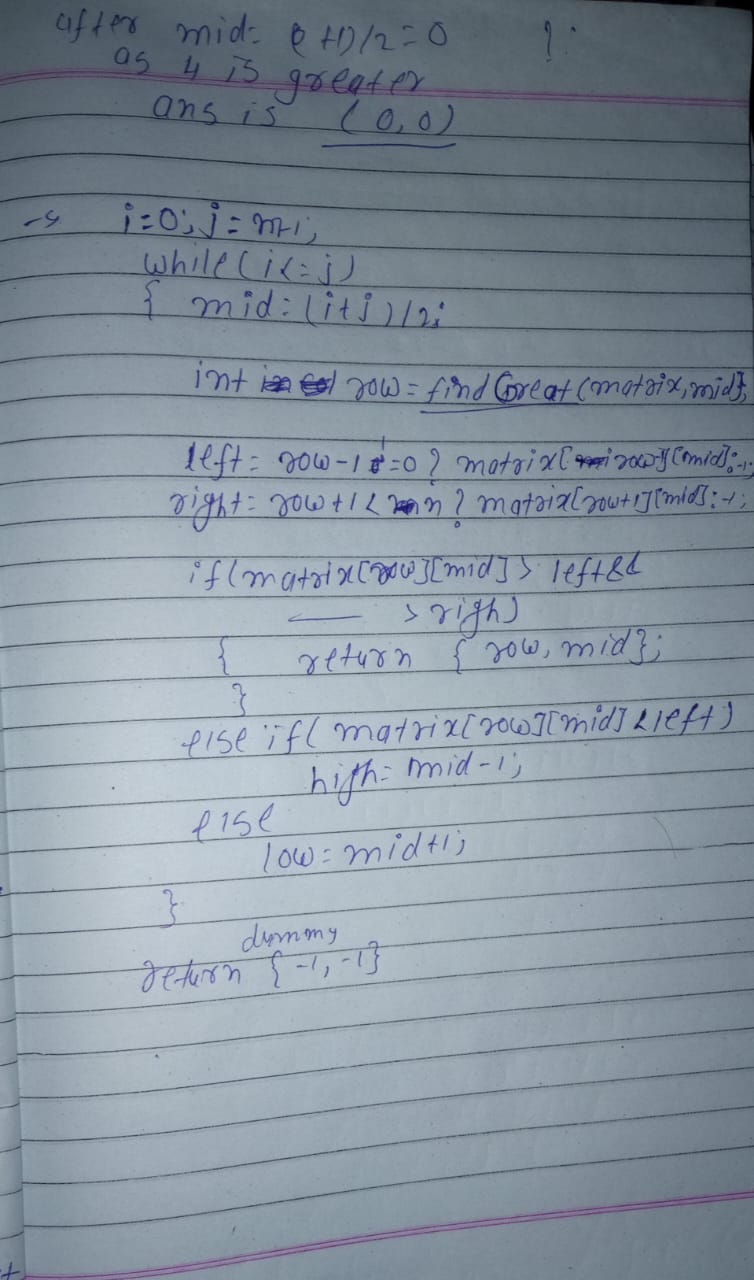 after mid= (0+1)/2=0
as 4 is greater
ans is (0,0)
→ i=0; j=m-1;
while(i<=j)
{ mid=(i+j)/2;
int row=findGreat(matrix,mid);
left= row-1>=0? matrix[row][mid]:-1;
right= row+1<n? matrix[row+1][mid]:-1;
if(matrix[row][mid]> left&&
> right)
{ return {row, mid};
}
else if( matrix[row][mid]<left)
high=mid-1;
else
low=mid+1;
}
dummy
return {-1,-1}